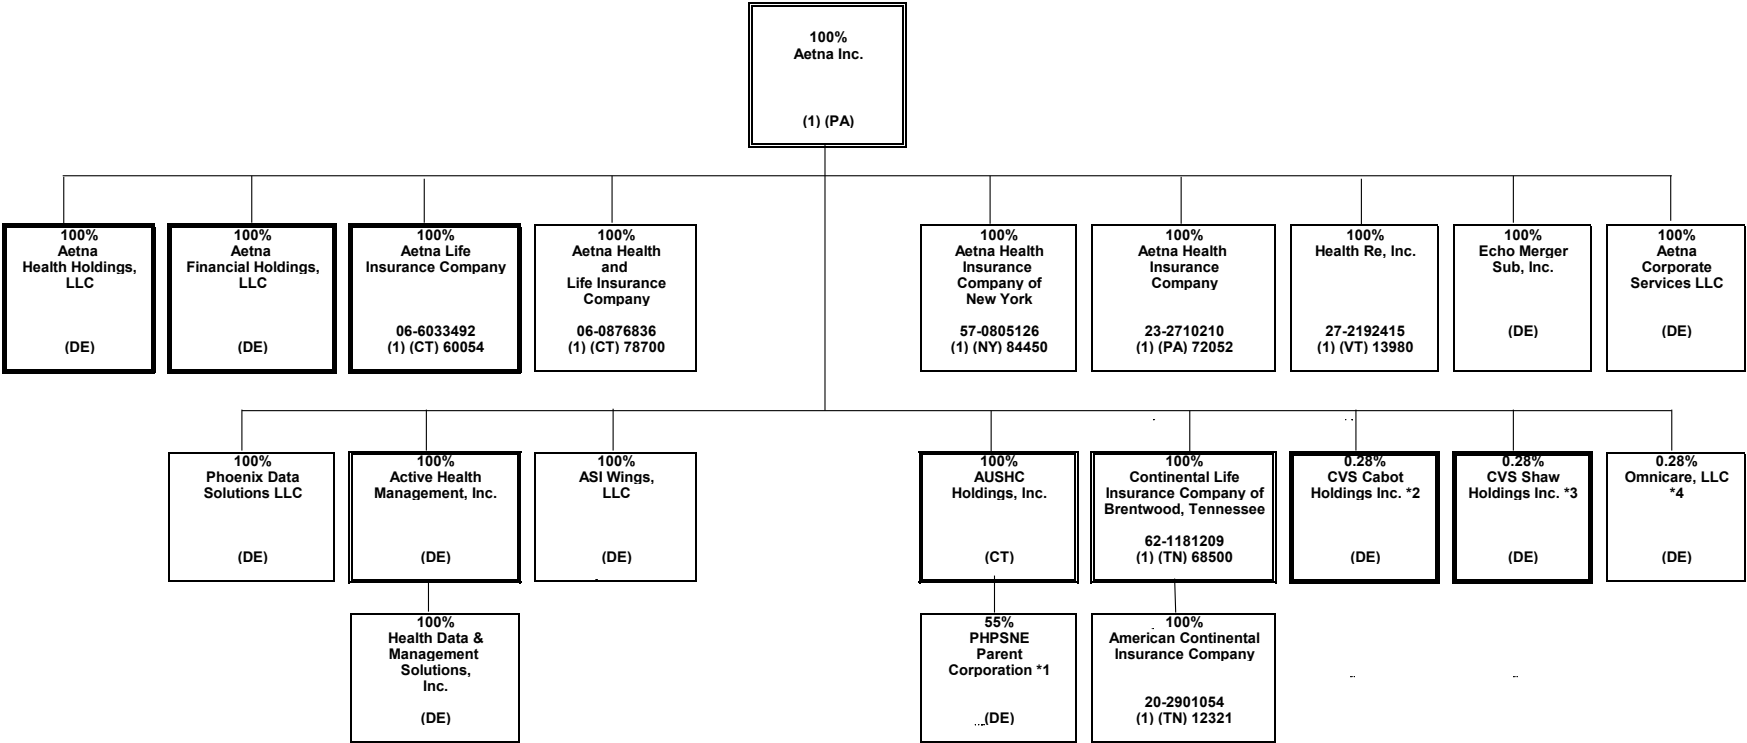 100%
Aetna Inc.
(1) (PA)
100%
Aetna
Health Holdings,
LLC
(DE)
100%
Aetna
Financial Holdings,
LLC
(DE)
100%
Aetna Life
Insurance Company
06-6033492
(1) (CT) 60054
100%
Aetna Health
and
Life Insurance
Company
06-0876836
(1) (CT) 78700
100%
Aetna Health
Insurance
Company of
New York
57-0805126
(1) (NY) 84450
100%
Aetna Health
Insurance
Company
23-2710210
(1) (PA) 72052
100%
Health Re, Inc.
27-2192415
(1) (VT) 13980
100%
Echo Merger
Sub, Inc.
(DE)
100%
Aetna
Corporate
Services LLC
(DE)
100%
Phoenix Data
Solutions LLC
(DE)
100%
Active Health
Management, Inc.
(DE)
100%
ASI Wings,
LLC
(DE)
100%
AUSHC
Holdings, Inc.
(CT)
100%
Continental Life
Insurance Company of
Brentwood, Tennessee
62-1181209
(1) (TN) 68500
0.28%
CVS Cabot
Holdings Inc. *2
(DE)
0.28%
CVS Shaw
Holdings Inc. *3
(DE)
0.28%
Omnicare, LLC
*4
(DE)
100%
Health Data &
Management
Solutions,
Inc.
(DE)
55%
PHPSNE
Parent
Corporation *1
(DE)
100%
American Continental
Insurance Company
20-2901054
(1) (TN) 12321